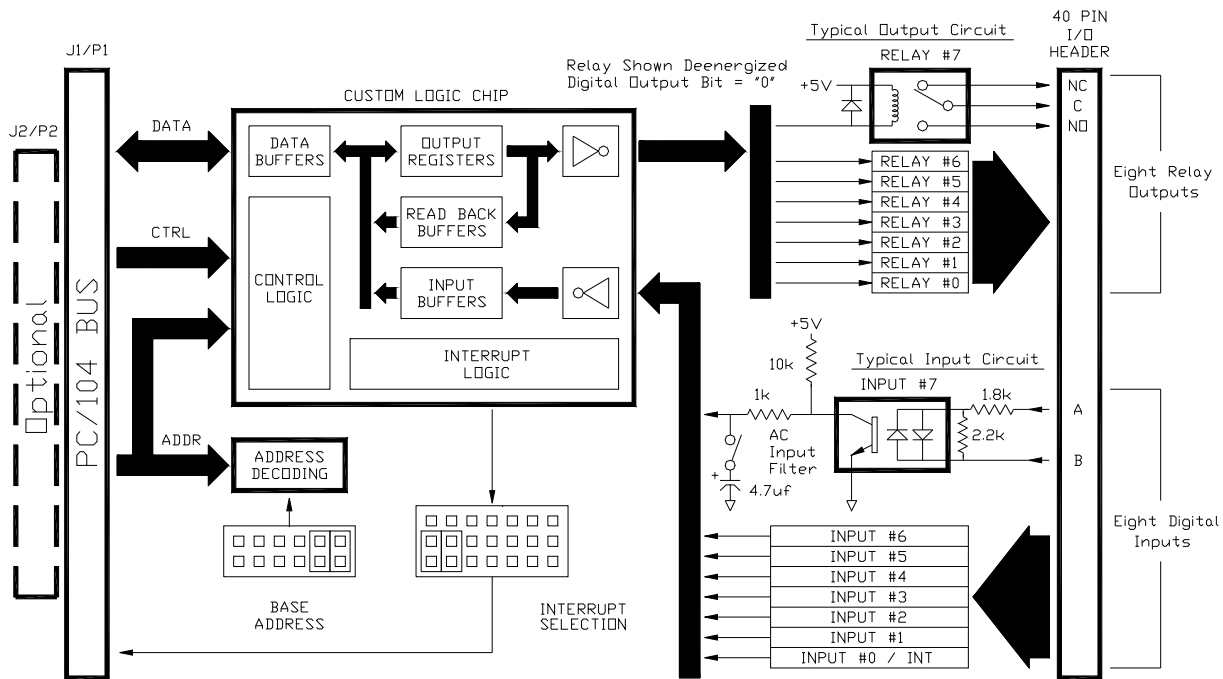 Typical Output Circuit
RELAY #7
40 PIN
I/O
HEADER
J1/P1
Relay Shown Deenergized
Digital Output Bit = "0"
+5V
NC
C
NO
CUSTOM LOGIC CHIP
J2/P2
DATA
DATA
BUFFERS
OUTPUT
REGISTERS
RELAY #6
RELAY #5
RELAY #4
RELAY #3
RELAY #2
RELAY #1
RELAY #0
Eight Relay
Outputs
READ BACK
BUFFERS
CTRL
CONTROL
LOGIC
INPUT
BUFFERS
Optional
PC/104 BUS
INTERRUPT
LOGIC
+5V
10k
Typical Input Circuit
INPUT #7
1k
1.8k
A
2.2k
B
AC
Input
Filter
+
4.7uf
ADDR
ADDRESS
DECODING
BASE
ADDRESS
INTERRUPT
SELECTION
INPUT #6
INPUT #5
INPUT #4
INPUT #3
INPUT #2
INPUT #1
INPUT #0 / INT
Eight Digital
Inputs